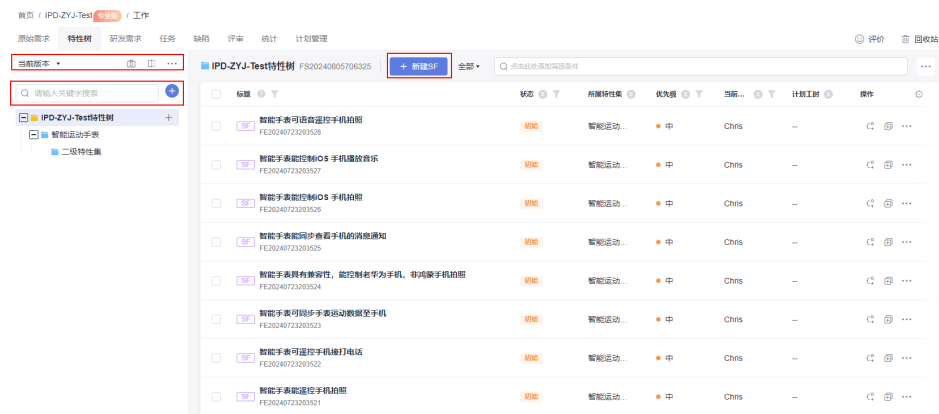 首页 / IPD-ZYJ-Test 专业版 / 工作
原始需求 特性树 研发需求 任务 缺陷 评审 统计 计划管理 评价 回收站
当前版本
请输入关键字搜索
IPD-ZYJ-Test特性树
智能运动手表
二级特性集
IPD-ZYJ-Test特性树 FS20240805706325 + 新建SF 全部 点击此处添加筛选条件
标题 状态 所属特性集 优先级 当前... 计划工时 操作
SF 智能手表可语音遥控手机拍照 初始 智能运动... 中 Chris --
FE20240723203528
SF 智能手表能控制iOS 手机播放音乐 初始 智能运动... 中 Chris --
FE20240723203527
SF 智能手表能控制iOS 手机拍照 初始 智能运动... 中 Chris --
FE20240723203526
SF 智能手表能同步查看手机的消息通知 初始 智能运动... 中 Chris --
FE20240723203525
SF 智能手表具有兼容性，能控制老华为手机，非鸿蒙手机拍照 初始 智能运动... 中 Chris --
FE20240723203524
SF 智能手表可同步手表运动数据至手机 初始 智能运动... 中 Chris --
FE20240723203523
SF 智能手表可遥控手机接打电话 初始 智能运动... 中 Chris --
FE20240723203522
SF 智能手表能遥控手机拍照 初始 智能运动... 中 Chris --
FE20240723203521